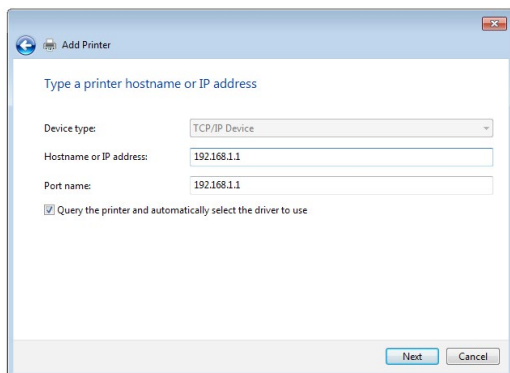 Add Printer
Type a printer hostname or IP address
Device type: TCP/IP Device
Hostname or IP address: 192.168.1.1
Port name: 192.168.1.1
Query the printer and automatically select the driver to use
Next Cancel